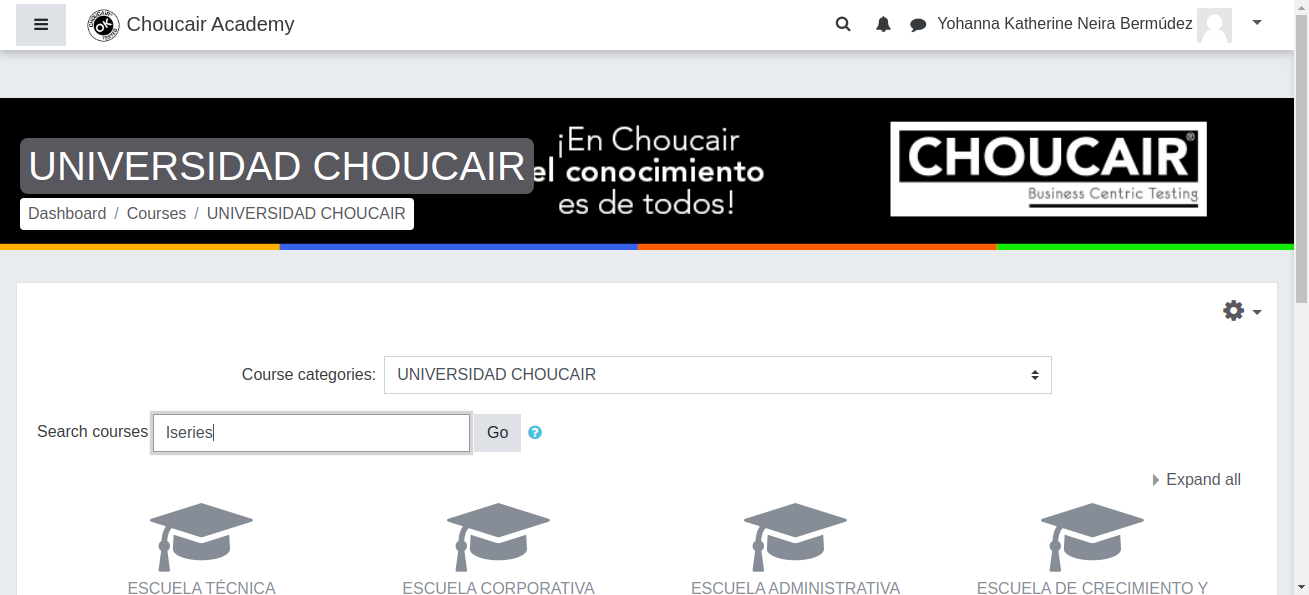 Choucair Academy
Yohanna Katherine Neira Bermúdez
UNIVERSIDAD CHOUCAIR
Dashboard / Courses / UNIVERSIDAD CHOUCAIR
¡En Choucair
el conocimiento
es de todos!
CHOUCAIR®
Business Centric Testing
Course categories: UNIVERSIDAD CHOUCAIR
Search courses Iseries Go
Expand all
ESCUELA TÉCNICA ESCUELA CORPORATIVA ESCUELA ADMINISTRATIVA ESCUELA DE CRECIMIENTO Y